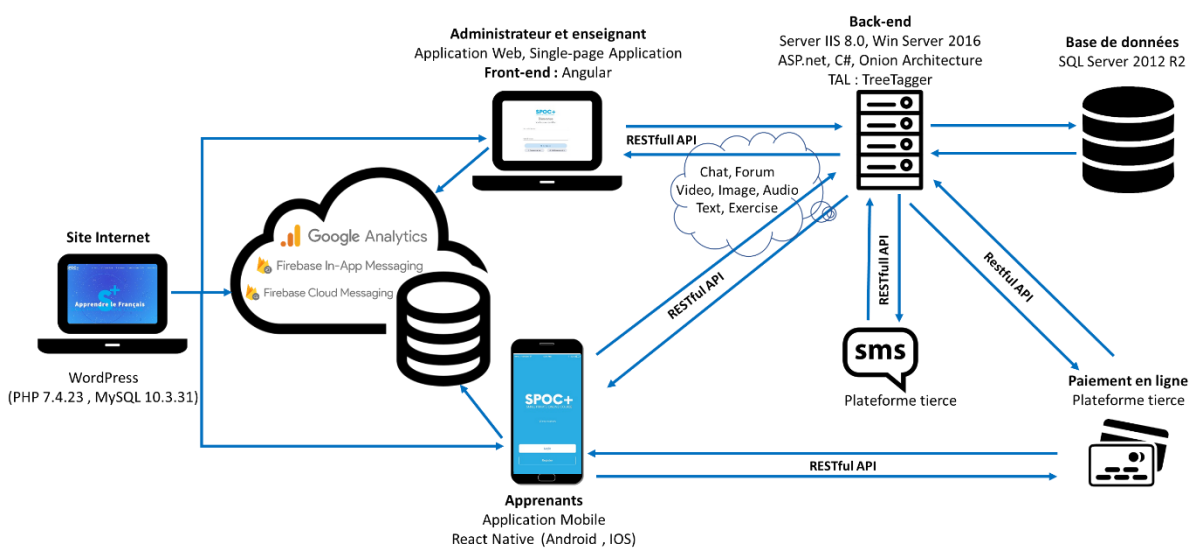 Administrateur et enseignant
Application Web, Single-page Application
Front-end : Angular
Back-end
Server IIS 8.0, Win Server 2016
ASP.net, C#, Onion Architecture
TAL : TreeTagger
Base de données
SQL Server 2012 R2
SPOC+
RESTfull API
Chat, Forum
Video, Image, Audio
Text, Exercise
Site Internet
SPOC+
S+
Apprendre le Français
WordPress
(PHP 7.4.23 , MySQL 10.3.31)
Google Analytics
Firebase In-App Messaging
Firebase Cloud Messaging
RESTful API
RESTfull API
RESTful API
sms
Plateforme tierce
Paiement en ligne
Plateforme tierce
SPOC+
RESTful API
Apprenants
Application Mobile
React Native (Android , IOS)